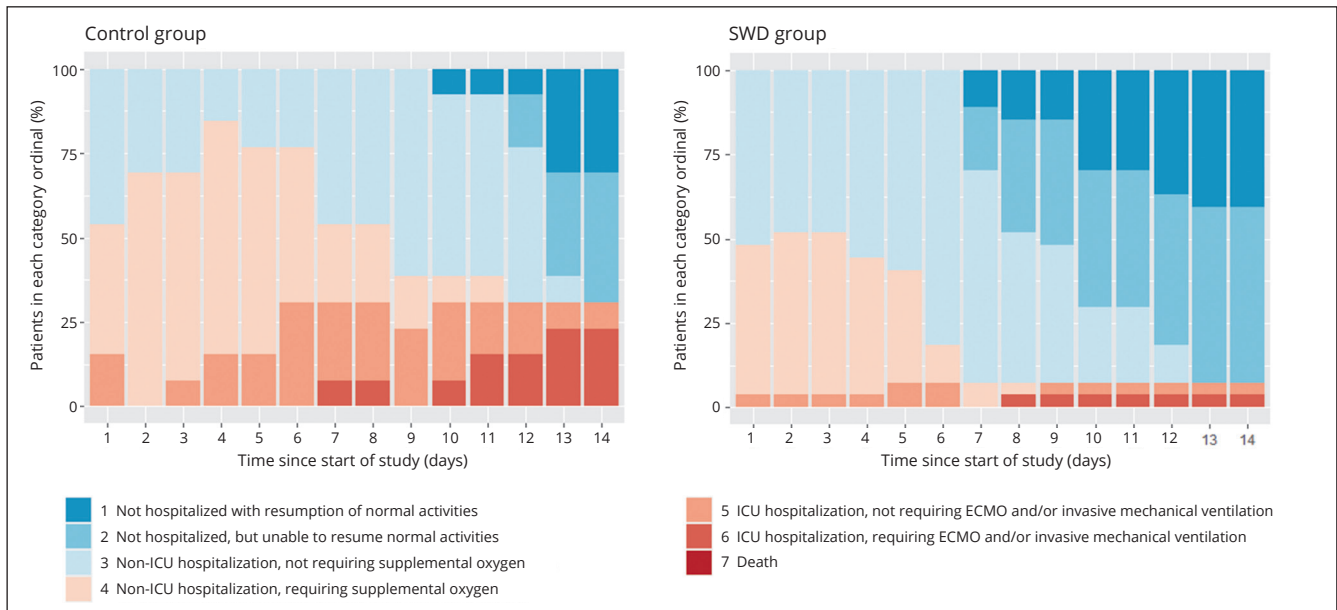 Control group
100
75
50
25
0
Patients in each category ordinal (%)
1 2 3 4 5 6 7 8 9 10 11 12 13 14
Time since start of study (days)
SWD group
100
75
50
25
0
Patients in each category ordinal (%)
1 2 3 4 5 6 7 8 9 10 11 12 13 14
Time since start of study (days)
1 Not hospitalized with resumption of normal activities
2 Not hospitalized, but unable to resume normal activities
3 Non-ICU hospitalization, not requiring supplemental oxygen
4 Non-ICU hospitalization, requiring supplemental oxygen
5 ICU hospitalization, not requiring ECMO and/or invasive mechanical ventilation
6 ICU hospitalization, requiring ECMO and/or invasive mechanical ventilation
7 Death